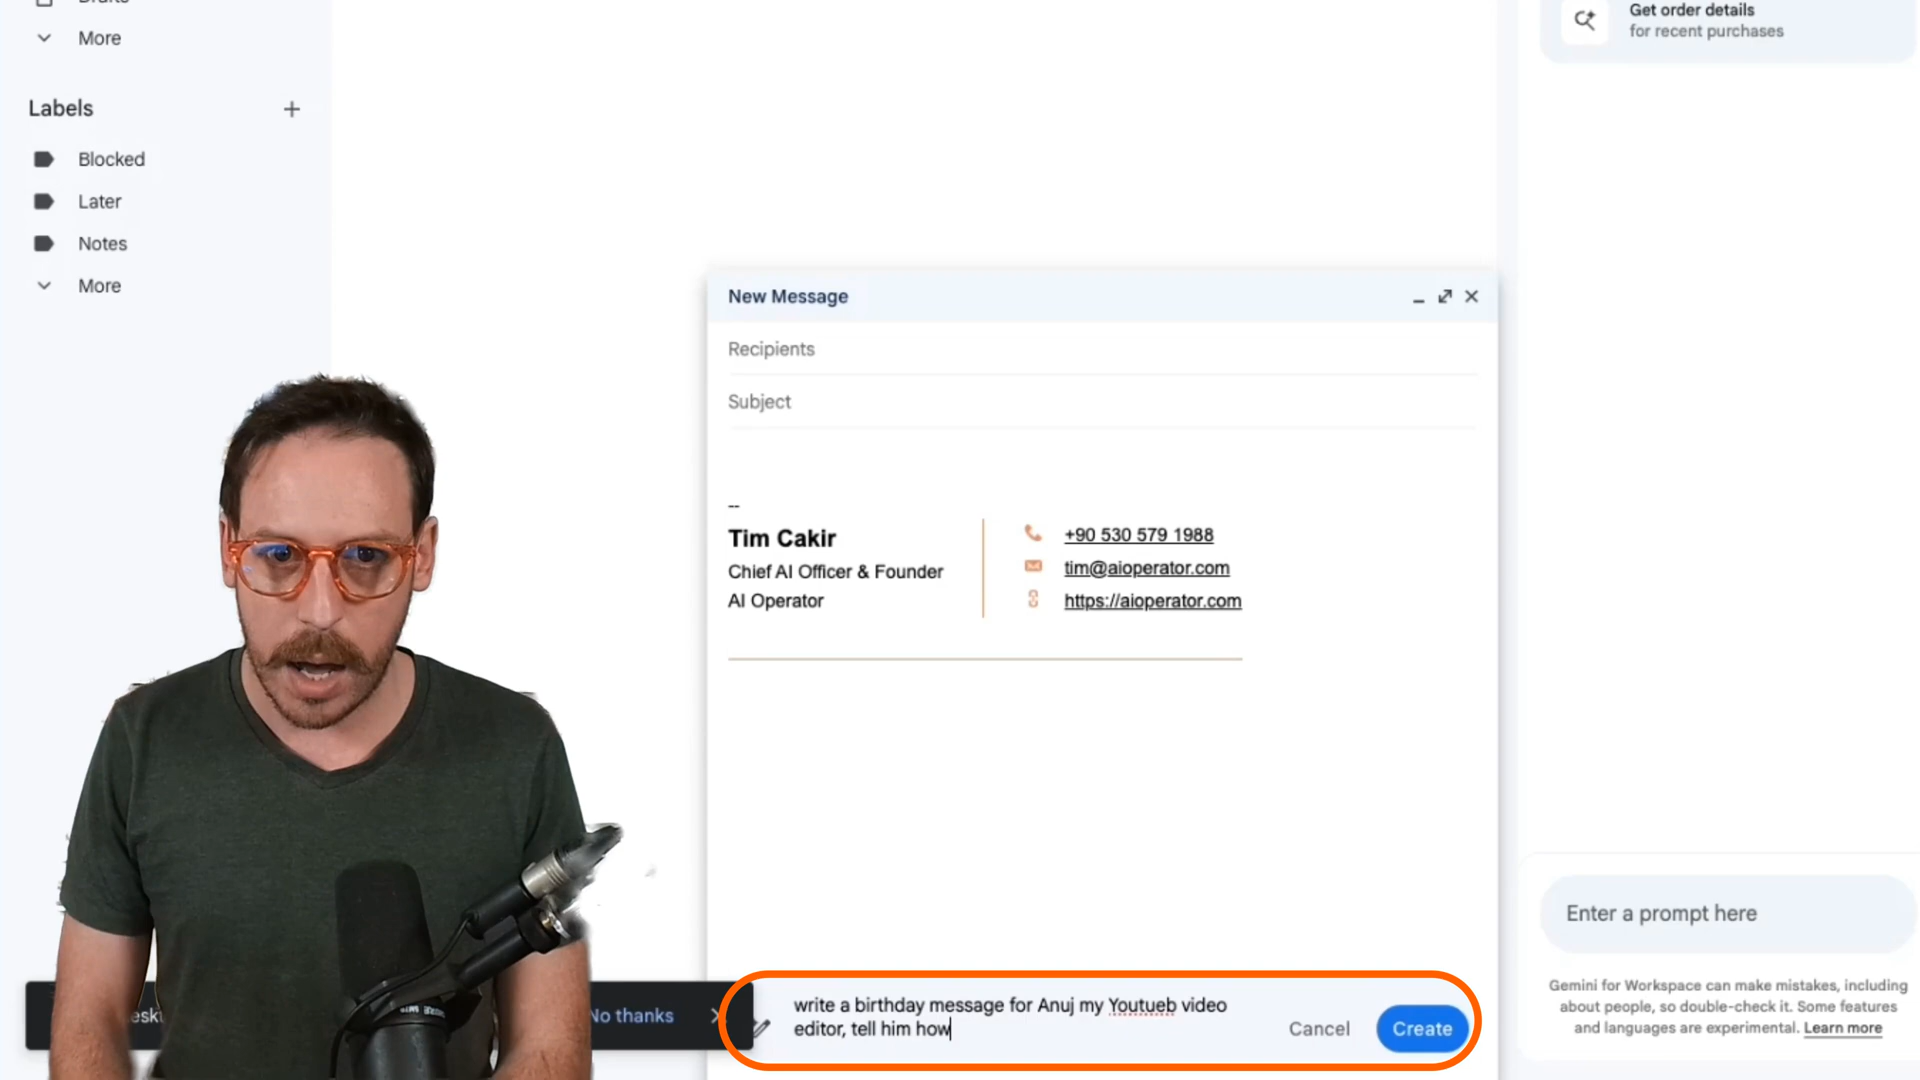 Drafts
More
Labels
Blocked
Later
Notes
More
Get order details
for recent purchases
New Message
Recipients
Subject
--
Tim Cakir
Chief AI Officer & Founder
AI Operator
+90 530 579 1988
tim@aioperator.com
https://aioperator.com
No thanks
write a birthday message for Anuj my Youtueb video
editor, tell him how
Cancel
Create
Enter a prompt here
Gemini for Workspace can make mistakes, including
about people, so double-check it. Some features
and languages are experimental. Learn more